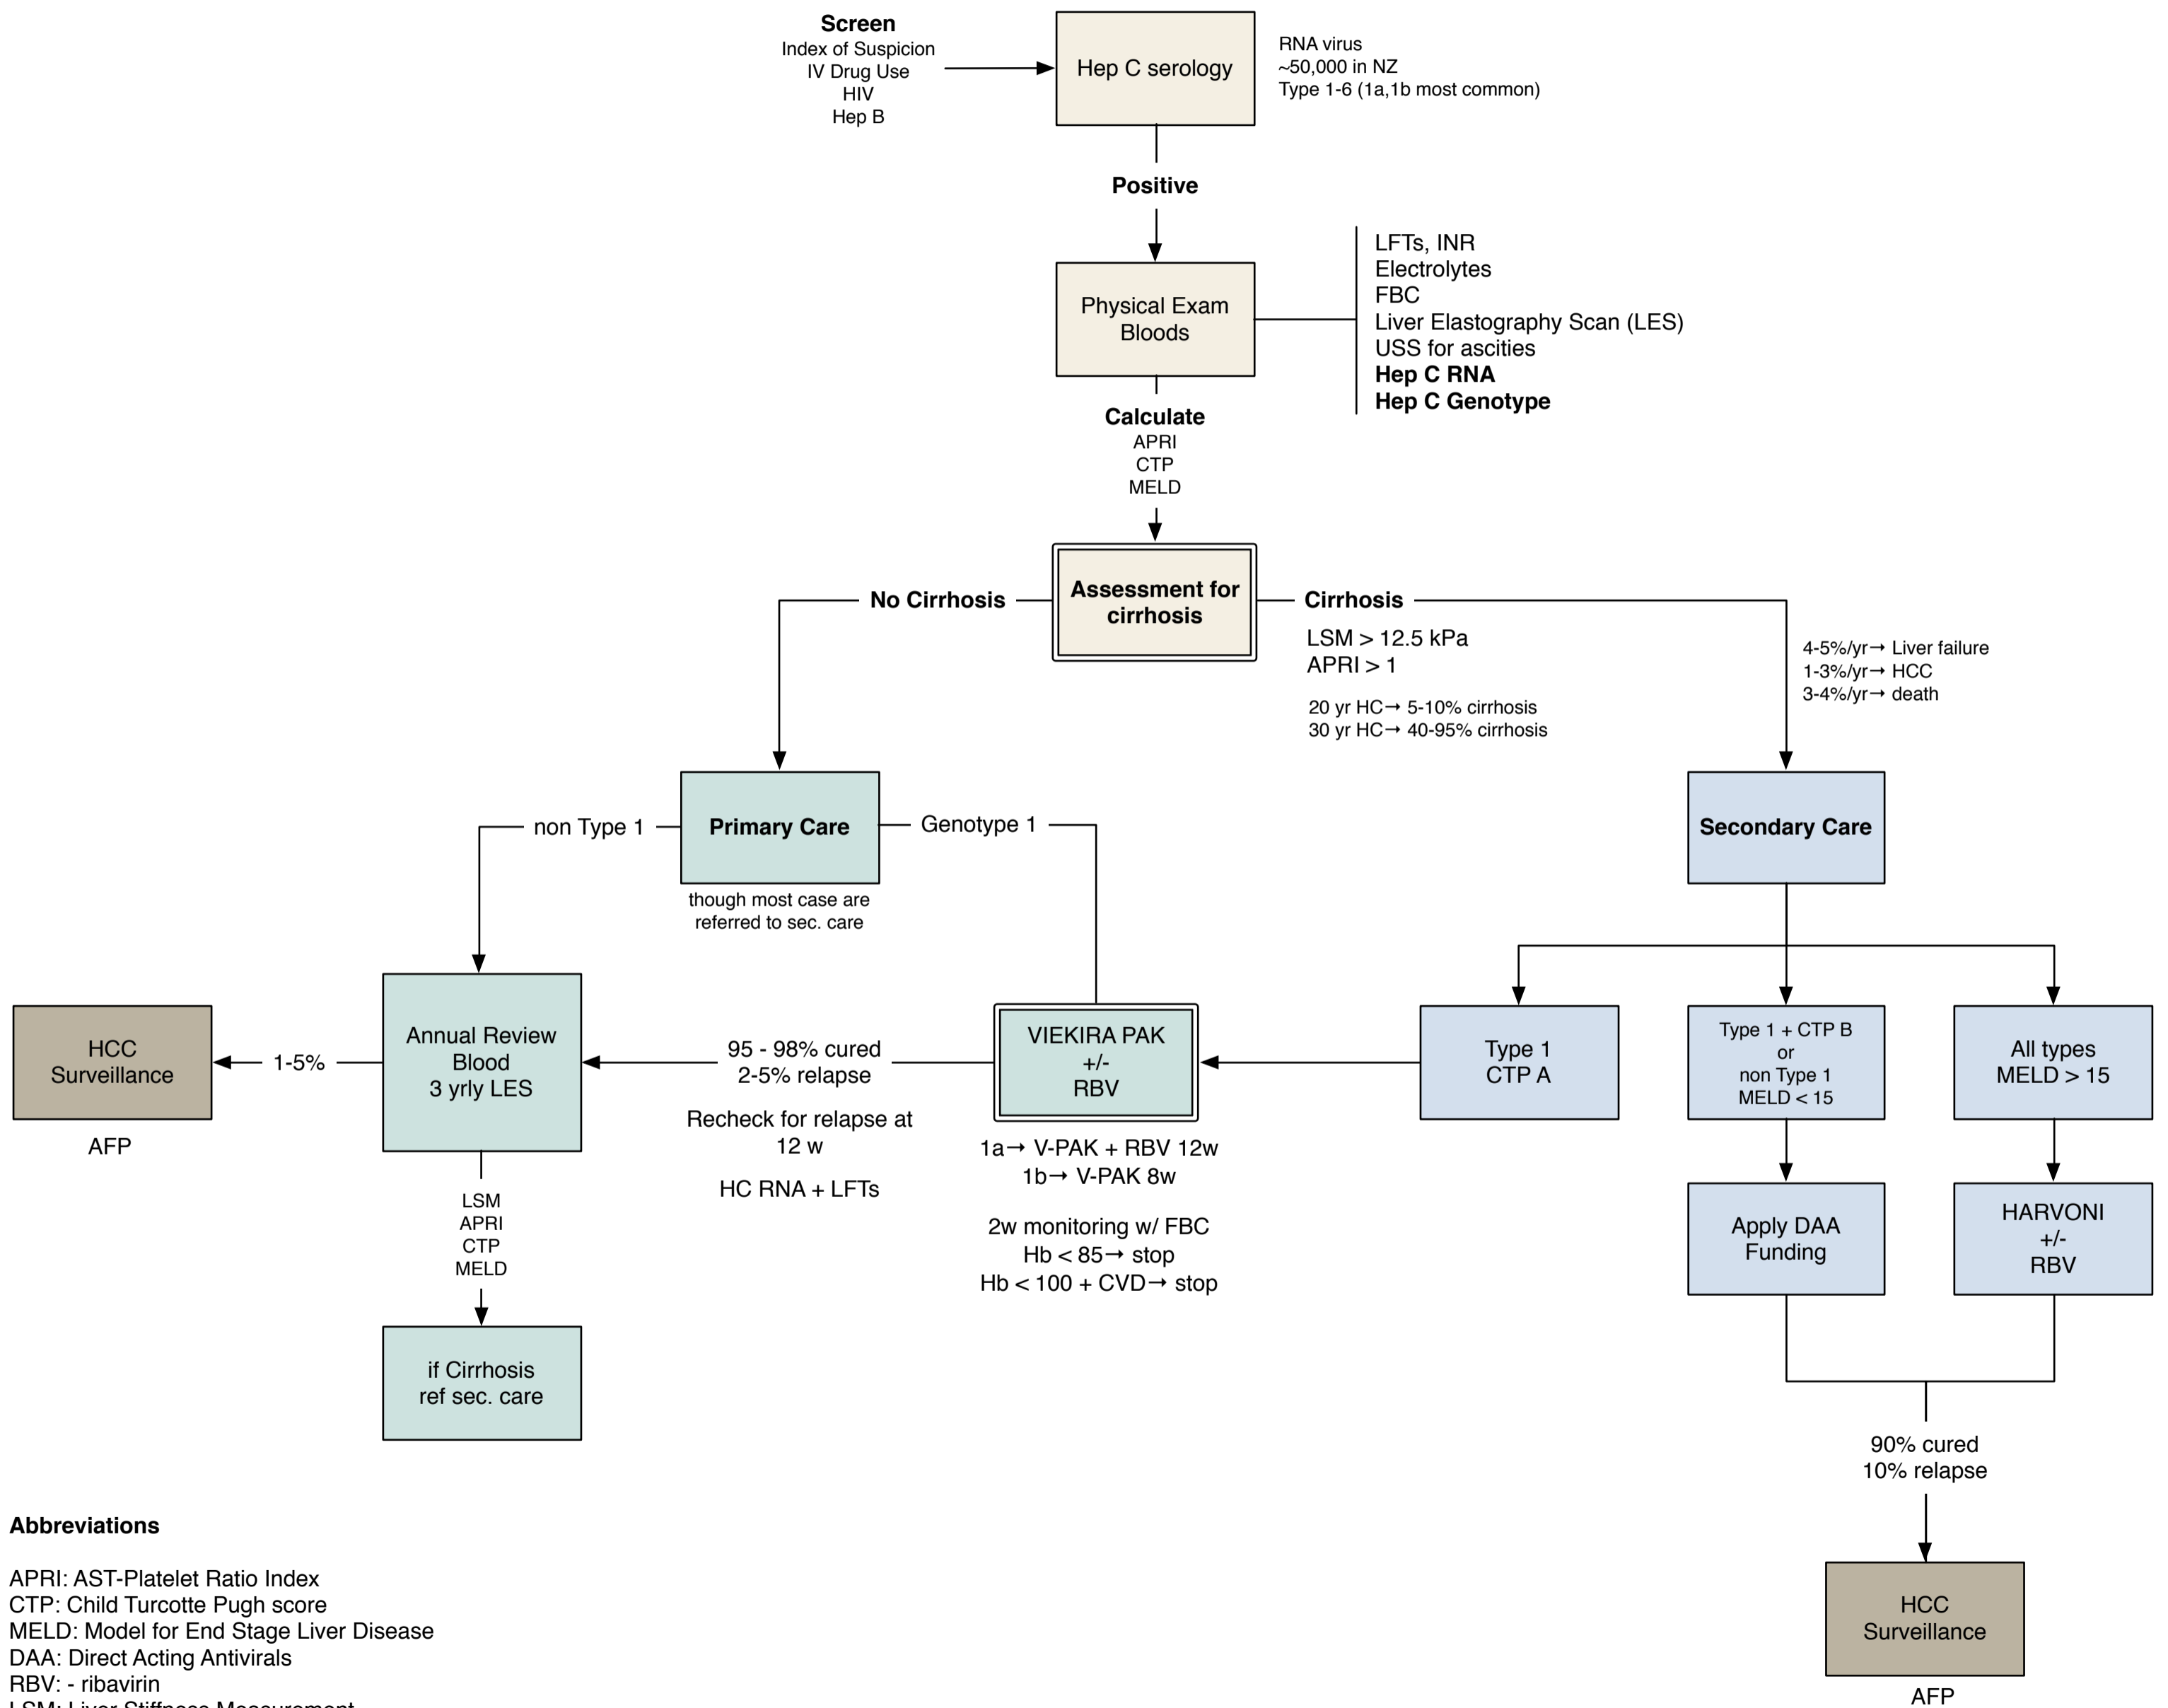 Screen
Index of Suspicion
IV Drug Use
HIV
Hep B
Hep C serology
RNA virus
~50,000 in NZ
Type 1-6 (1a,1b most common)
Positive
Physical Exam
Bloods
LFTs, INR
Electrolytes
FBC
Liver Elastography Scan (LES)
USS for ascities
Hep C RNA
Hep C Genotype
Calculate
APRI
CTP
MELD
Assessment for
cirrhosis
No Cirrhosis
Cirrhosis
LSM > 12.5 kPa
APRI > 1
20 yr HC→ 5-10% cirrhosis
30 yr HC→ 40-95% cirrhosis
4-5%/yr→ Liver failure
1-3%/yr→ HCC
3-4%/yr→ death
non Type 1
Primary Care
Genotype 1
though most case are
referred to sec. care
Secondary Care
HCC
Surveillance
AFP
1-5%
Annual Review
Blood
3 yrly LES
95 - 98% cured
2-5% relapse
Recheck for relapse at
12 w
HC RNA + LFTs
VIEKIRA PAK
+/-
RBV
1a→ V-PAK + RBV 12w
1b→ V-PAK 8w
2w monitoring w/ FBC
Hb < 85→ stop
Hb < 100 + CVD→ stop
Type 1
CTP A
Type 1 + CTP B
or
non Type 1
MELD < 15
All types
MELD > 15
LSM
APRI
CTP
MELD
if Cirrhosis
ref sec. care
Apply DAA
Funding
HARVONI
+/-
RBV
90% cured
10% relapse
HCC
Surveillance
AFP
Abbreviations
APRI: AST-Platelet Ratio Index
CTP: Child Turcotte Pugh score
MELD: Model for End Stage Liver Disease
DAA: Direct Acting Antivirals
RBV: - ribavirin
LSM: Liver Stiffness Measurement